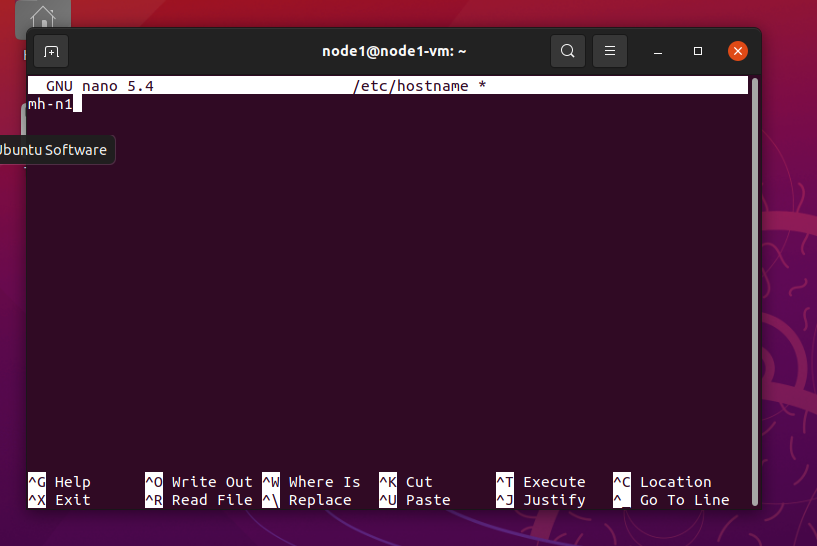 node1@node1-vm: ~
GNU nano 5.4 /etc/hostname *
mh-n1
Ubuntu Software
^G Help ^O Write Out ^W Where Is ^K Cut ^T Execute ^C Location
^X Exit ^R Read File ^\ Replace ^U Paste ^J Justify ^_ Go To Line